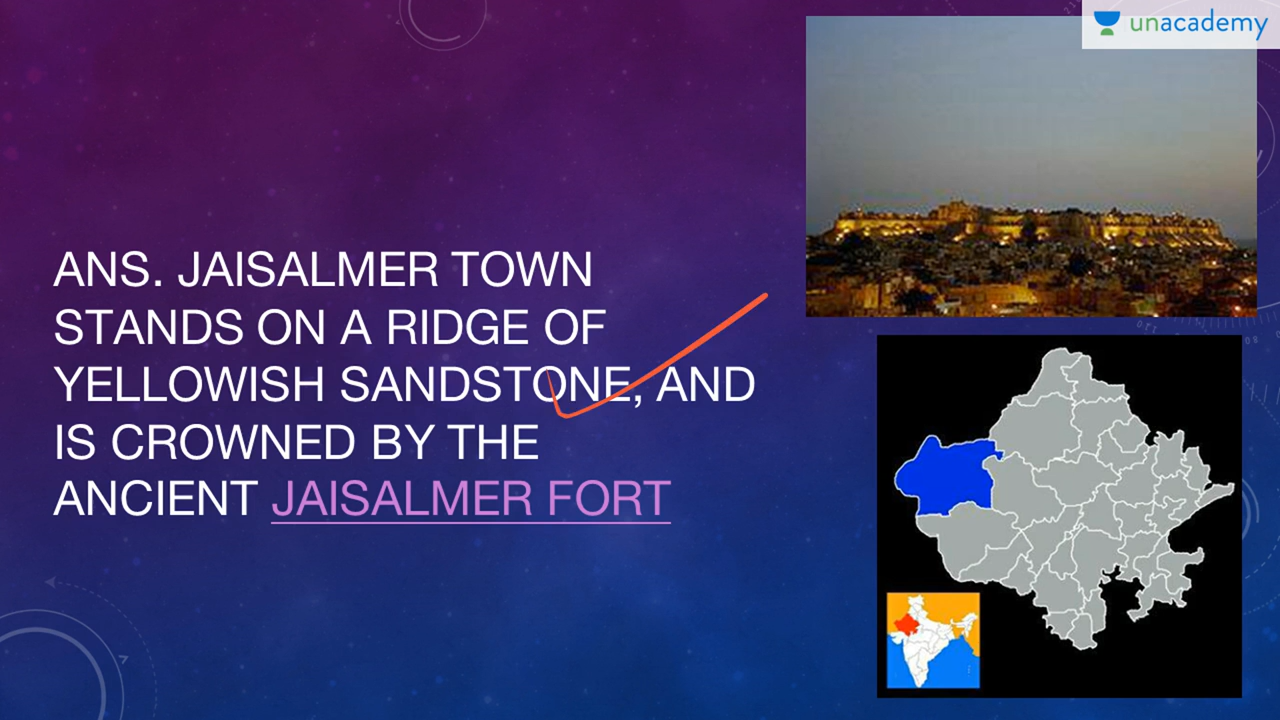 unacademy
ANS. JAISALMER TOWN
STANDS ON A RIDGE OF
YELLOWISH SANDSTONE, AND
IS CROWNED BY THE
ANCIENT JAISALMER FORT